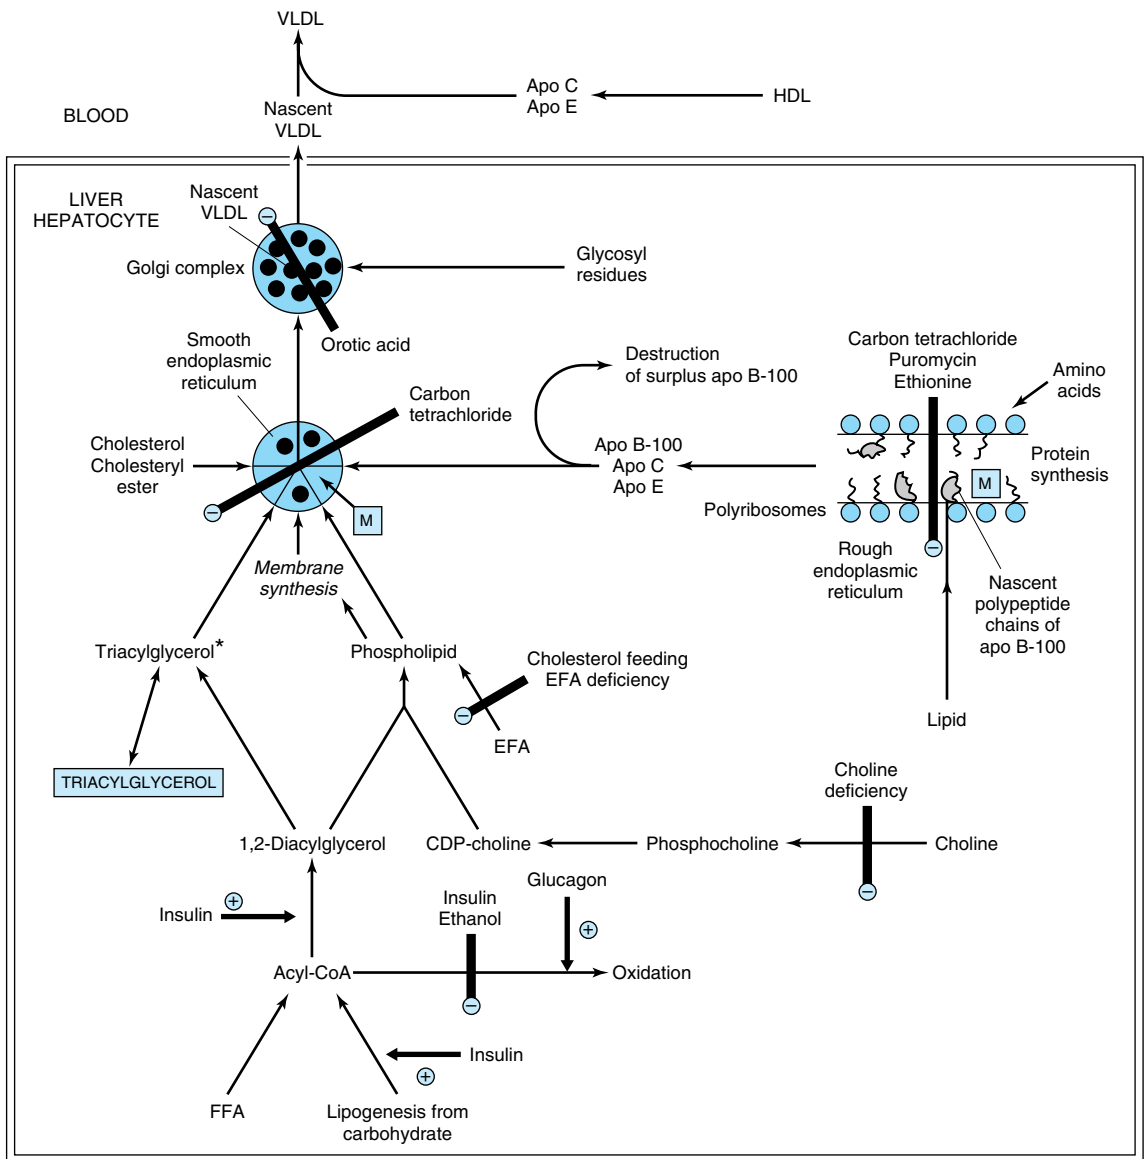 VLDL
Apo C
Apo E
HDL
BLOOD
Nascent
VLDL
LIVER
HEPATOCYTE
Nascent
VLDL
−
Golgi complex
Glycosyl
residues
Orotic acid
Smooth
endoplasmic
reticulum
Destruction
of surplus apo B-100
Carbon tetrachloride
Puromycin
Ethionine
Amino
acids
Carbon
tetrachloride
Cholesterol
Cholesteryl
ester
Apo B-100
Apo C
Apo E
Protein
synthesis
M
−
M
Polyribosomes
−
Rough
endoplasmic
reticulum
Nascent
polypeptide
chains of
apo B-100
Membrane
synthesis
Triacylglycerol*
Phospholipid
Cholesterol feeding
EFA deficiency
−
EFA
Lipid
TRIACYLGLYCEROL
Choline
deficiency
1,2-Diacylglycerol
CDP-choline
Phosphocholine
Choline
−
Glucagon
Insulin
Ethanol
+
Insulin
+
Acyl-CoA
Oxidation
−
Insulin
+
FFA
Lipogenesis from
carbohydrate